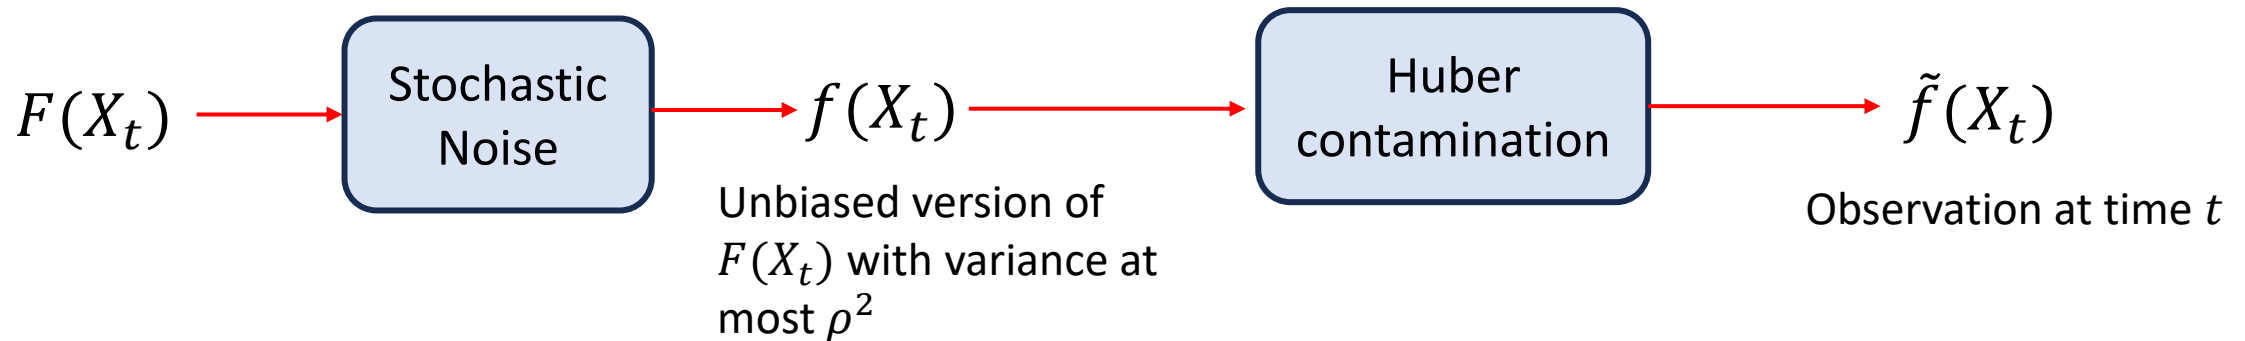 F(X_t)
Stochastic
Noise
f(X_t)
Unbiased version of
F(X_t) with variance at
most ρ²
Huber
contamination
f̃(X_t)
Observation at time t